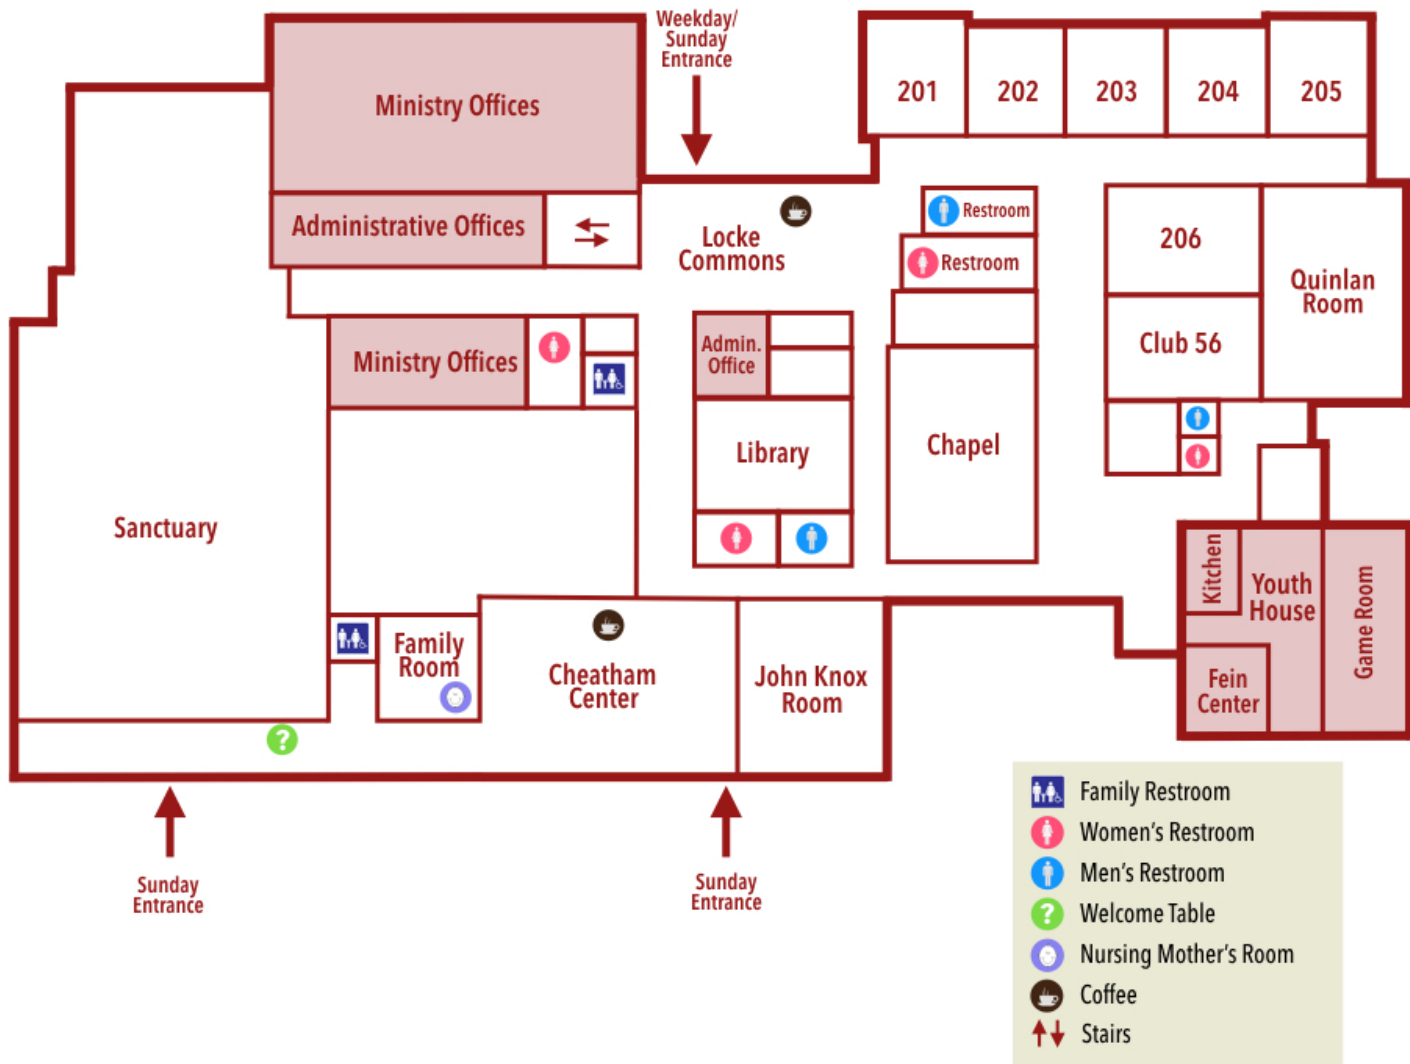 Weekday/
Sunday
Entrance
Ministry Offices
201
202
203
204
205
Administrative Offices
Locke
Commons
Restroom
Restroom
206
Quinlan
Room
Ministry Offices
Admin.
Office
Club 56
Library
Chapel
Sanctuary
Kitchen
Youth
House
Game Room
Family
Room
Cheatham
Center
John Knox
Room
Fein
Center
?
Sunday
Entrance
Sunday
Entrance
Family Restroom
Women's Restroom
Men's Restroom
? Welcome Table
Nursing Mother's Room
Coffee
Stairs